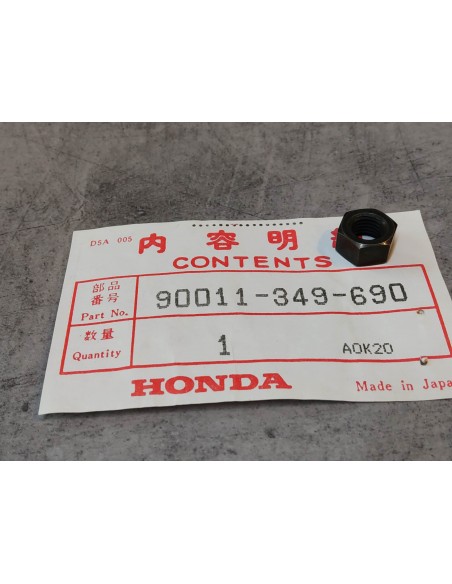 DSA 005
内容明
CONTENTS
部品番号
Part No.
90011-349-690
数量
Quantity
1
AOK20
HONDA
Made in Japa